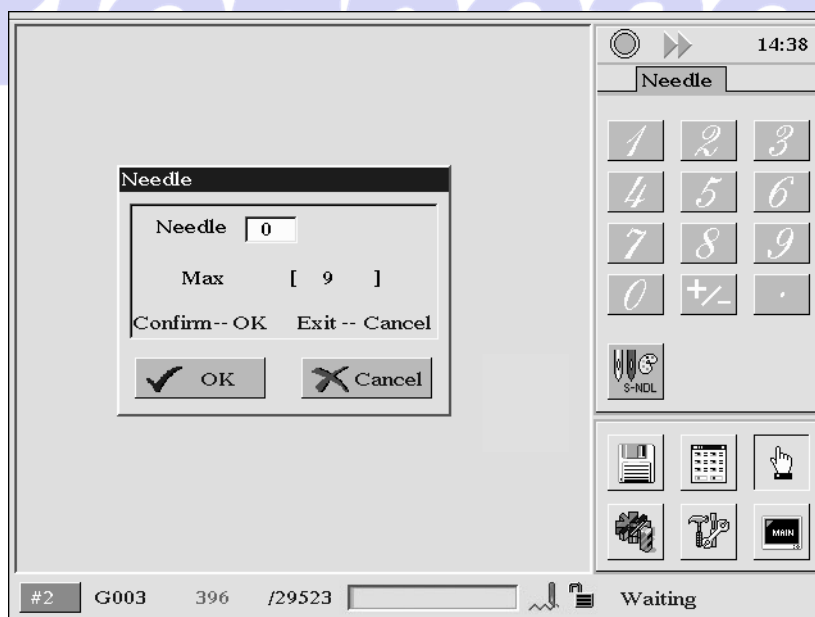 14:38
Needle
1 2 3
4 5 6
7 8 9
0 +/- .
S-NDL
MAIN
Needle
Needle 0
Max [ 9 ]
Confirm-- OK Exit -- Cancel
OK Cancel
#2 G003 396 /29523 Waiting